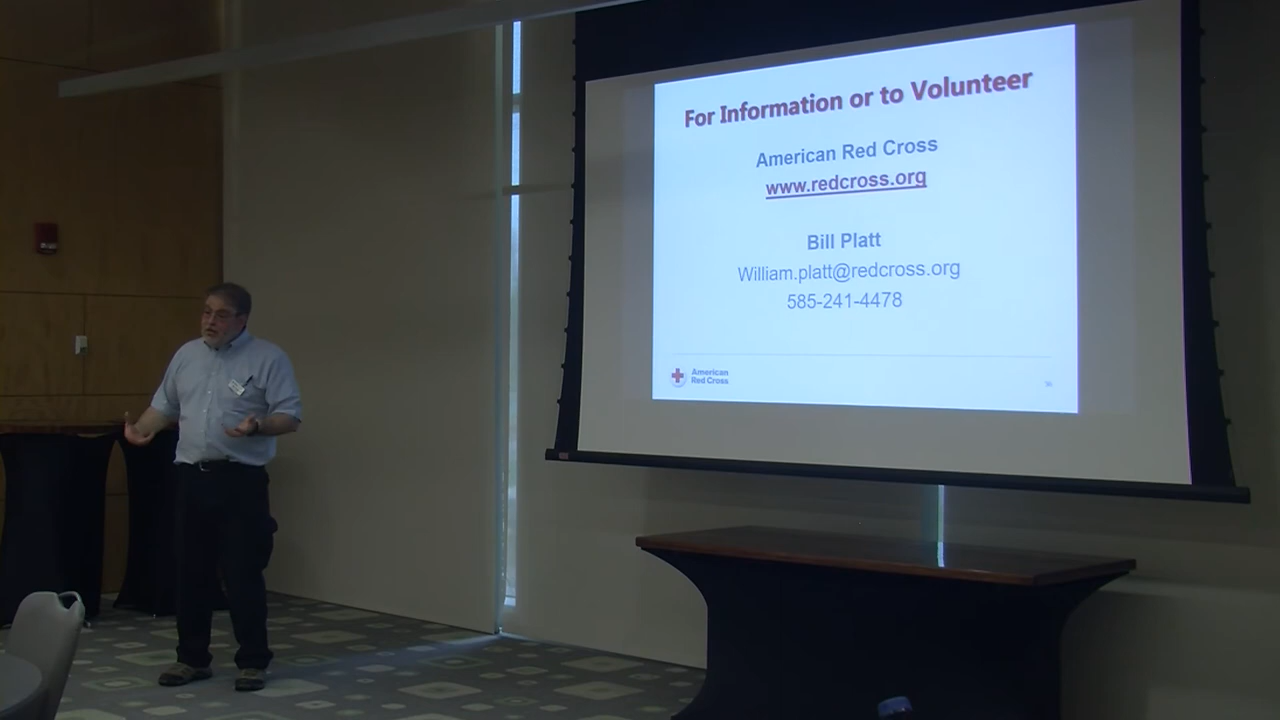 For Information or to Volunteer
American Red Cross
www.redcross.org
Bill Platt
William.platt@redcross.org
585-241-4478
American
Red Cross